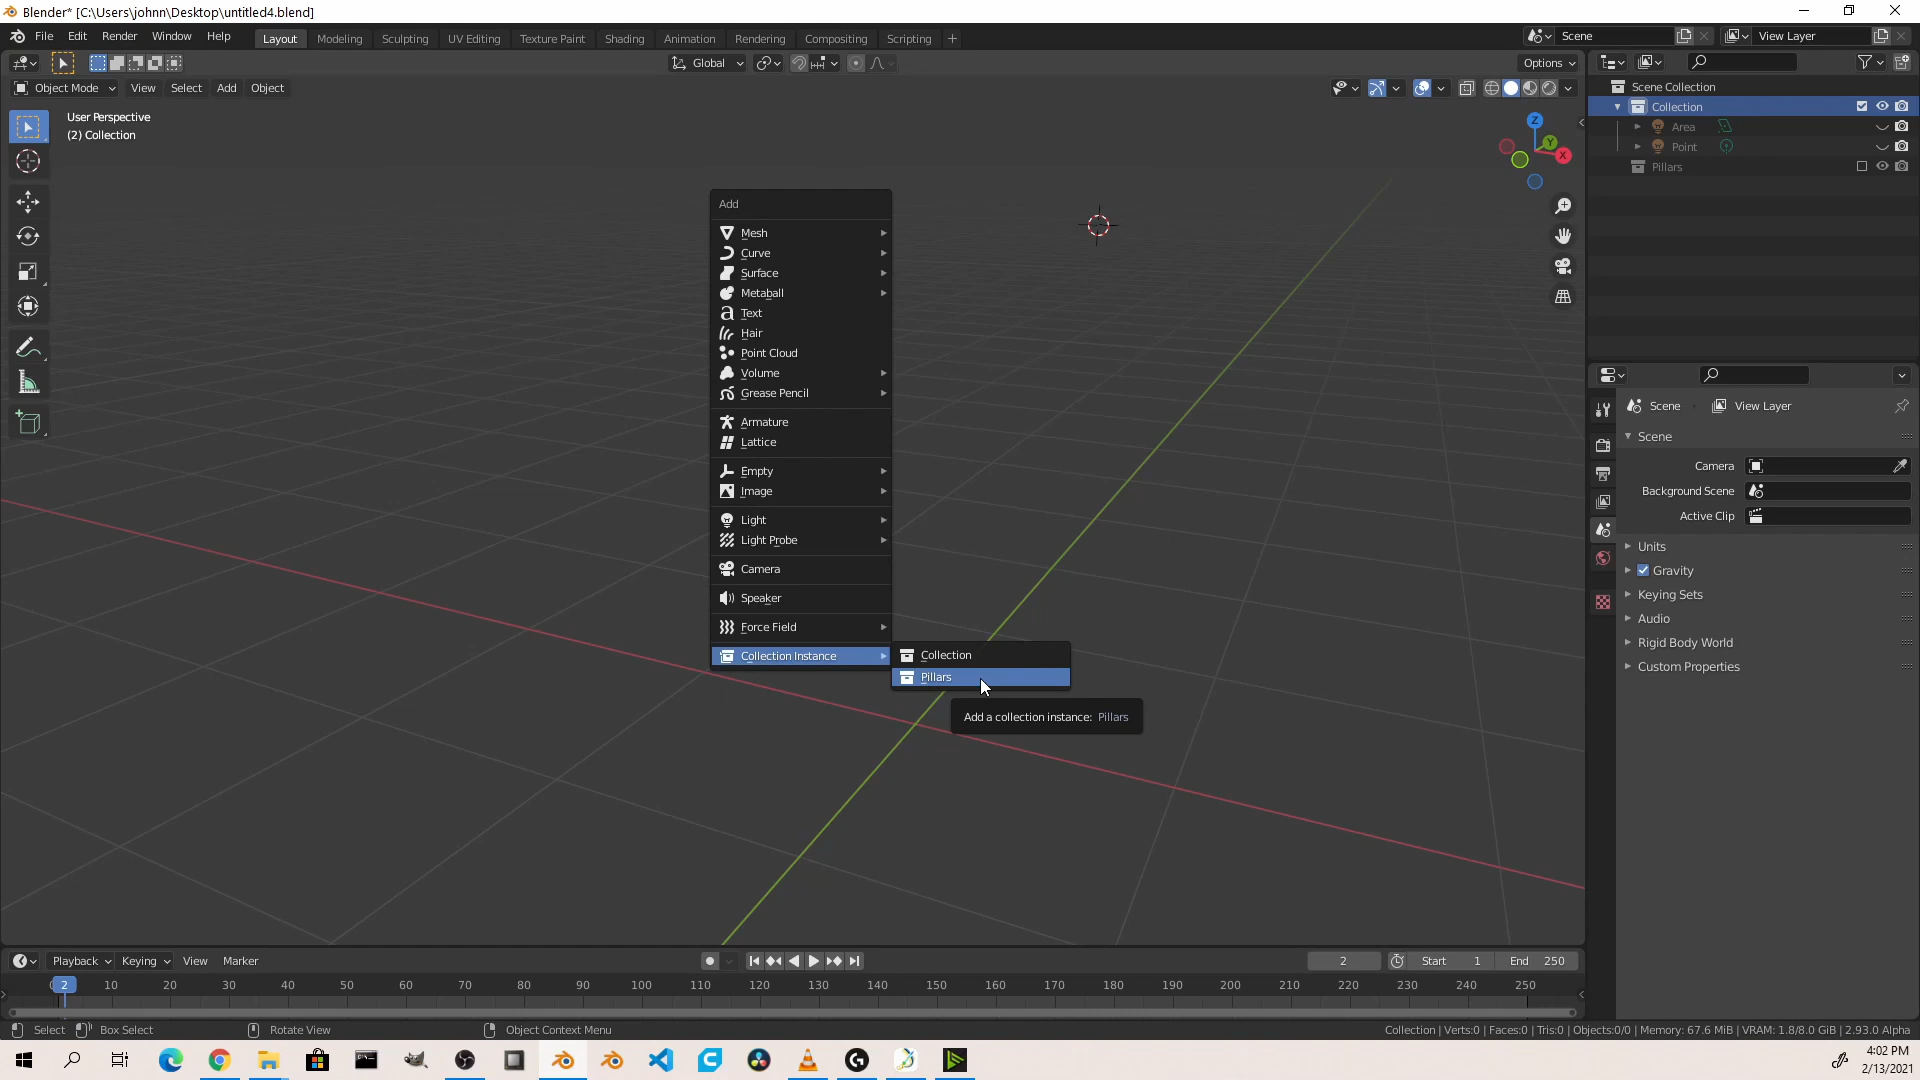 Blender* [C:\Users\johnn\Desktop\untitled4.blend]
File Edit Render Window Help Layout Modeling Sculpting UV Editing Texture Paint Shading Animation Rendering Compositing Scripting Scene View Layer
Global Options
Object Mode View Select Add Object
User Perspective
(2) Collection
Z
Y
X
Scene Collection
Collection
Area
Point
Pillars
Add
Mesh
Curve
Surface
Metaball
Text
Hair
Point Cloud
Volume
Grease Pencil
Armature
Lattice
Empty
Image
Light
Light Probe
Camera
Speaker
Force Field
Collection Instance
Collection
Pillars
Add a collection instance: Pillars
Scene View Layer
Scene
Camera
Background Scene
Active Clip
Units
Gravity
Keying Sets
Audio
Rigid Body World
Custom Properties
Playback Keying View Marker 2 Start 1 End 250
2 10 20 30 40 50 60 70 80 90 100 110 120 130 140 150 160 170 180 190 200 210 220 230 240 250
Select Box Select Rotate View Object Context Menu Collection | Verts:0 | Faces:0 | Tris:0 | Objects:0/0 | Memory: 67.6 MiB | VRAM: 1.8/8.0 GiB | 2.93.0 Alpha
4:02 PM
2/13/2021